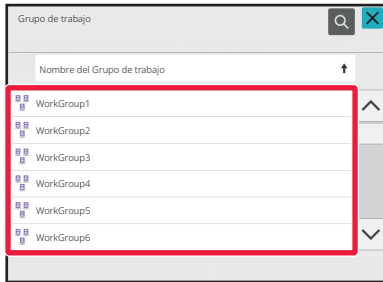 Grupo de trabajo
Nombre del Grupo de trabajo
WorkGroup1
WorkGroup2
WorkGroup3
WorkGroup4
WorkGroup5
WorkGroup6